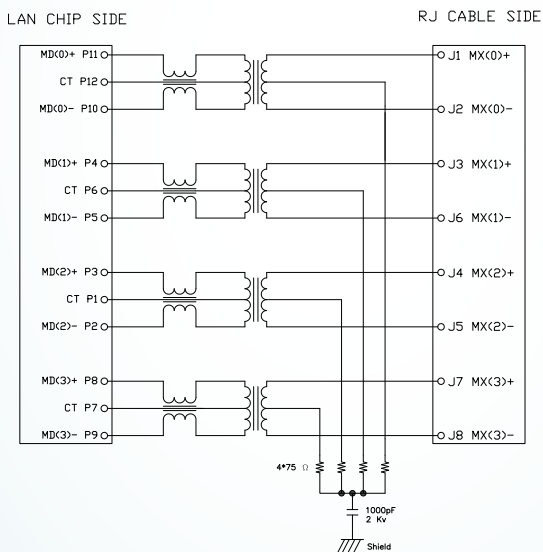 LAN CHIP SIDE
RJ CABLE SIDE
MD(0)+ P11
J1 MX(0)+
CT P12
MD(0)- P10
J2 MX(0)-
MD(1)+ P4
J3 MX(1)+
CT P6
MD(1)- P5
J6 MX(1)-
MD(2)+ P3
J4 MX(2)+
CT P1
MD(2)- P2
J5 MX(2)-
MD(3)+ P8
J7 MX(3)+
CT P7
MD(3)- P9
J8 MX(3)-
4*75 Ω
1000pF
2 Kv
Shield